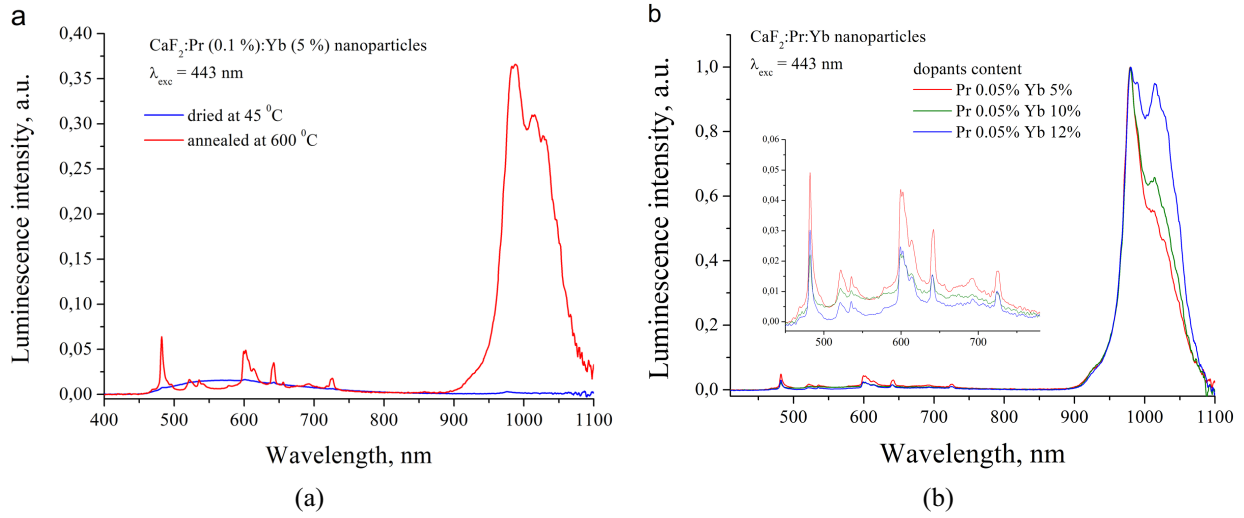 a
CaF2:Pr (0.1 %):Yb (5 %) nanoparticles
λexc = 443 nm
dried at 45 0C
annealed at 600 0C
Luminescence intensity, a.u.
0,40
0,35
0,30
0,25
0,20
0,15
0,10
0,05
0,00
400 500 600 700 800 900 1000 1100
Wavelength, nm
(a)
b
CaF2:Pr:Yb nanoparticles
λexc = 443 nm
dopants content
Pr 0.05% Yb 5%
Pr 0.05% Yb 10%
Pr 0.05% Yb 12%
Luminescence intensity, a.u.
1,0
0,8
0,6
0,4
0,2
0,0
0,06
0,05
0,04
0,03
0,02
0,01
0,00
500 600 700
500 600 700 800 900 1000 1100
Wavelength, nm
(b)